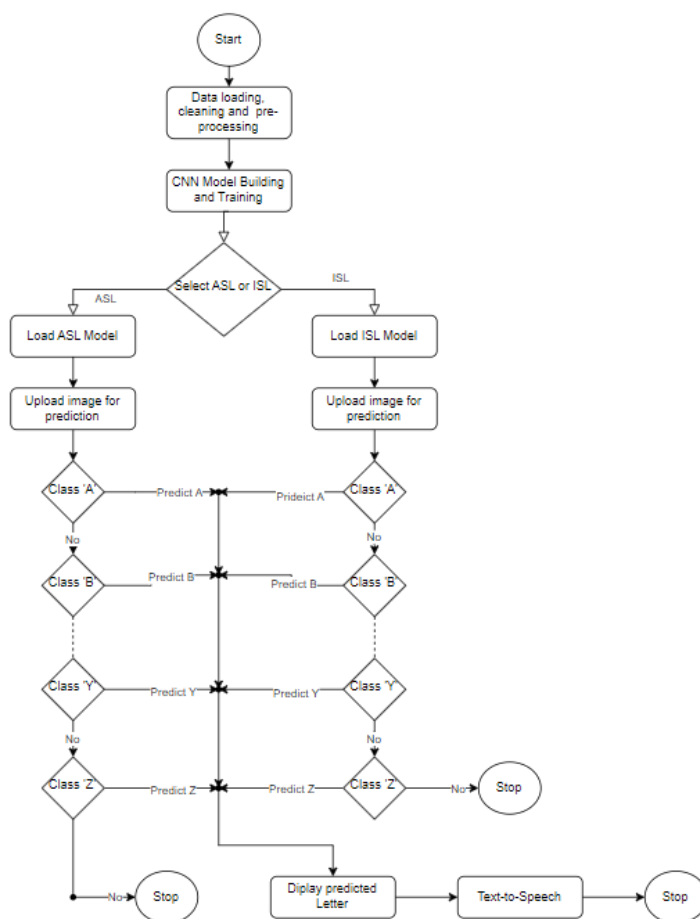 Start
Data loading,
cleaning and pre-
processing
CNN Model Building
and Training
Select ASL or ISL
ASL
ISL
Load ASL Model
Load ISL Model
Upload image for
prediction
Upload image for
prediction
Class 'A'
Predict A
Prideict A
Class 'A'
No
No
Class 'B'
Predict B
Predict B
Class 'B'
Class 'Y'
Predict Y
Predict Y
Class 'Y'
No
No
Class 'Z'
Predict Z
Predict Z
Class 'Z'
No
Stop
No
Stop
Diplay predicted
Letter
Text-to-Speech
Stop